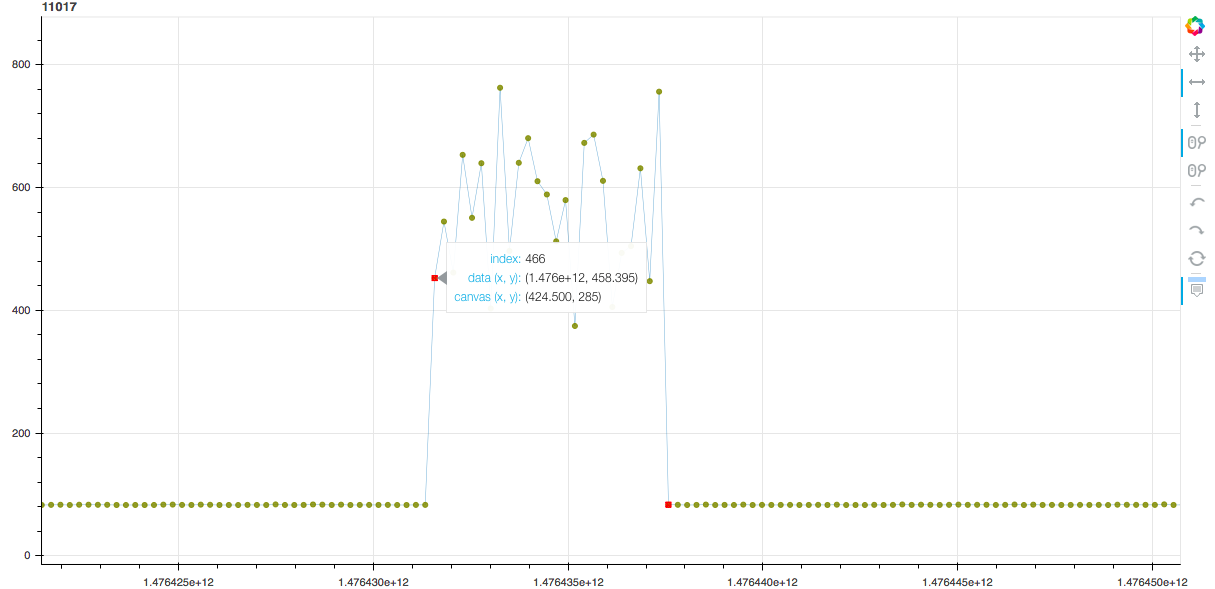 11017
800
600
index: 466
data (x, y): (1.476e+12, 458.395)
canvas (x, y): (424.500, 285)
400
200
0
1.476425e+12 1.476430e+12 1.476435e+12 1.476440e+12 1.476445e+12 1.476450e+12